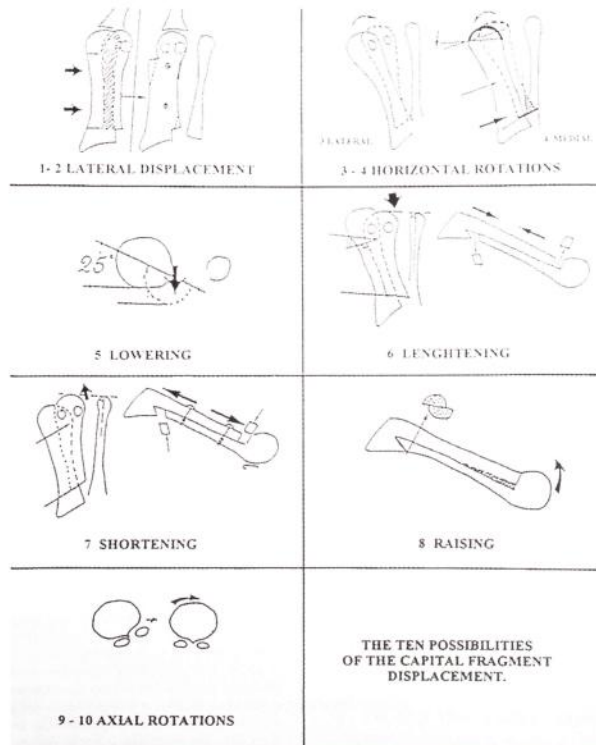 3 LATERAL
4 MEDIAL
1- 2 LATERAL DISPLACEMENT
3 - 4 HORIZONTAL ROTATIONS
25°
5 LOWERING
6 LENGHTENING
7 SHORTENING
8 RAISING
9 - 10 AXIAL ROTATIONS
THE TEN POSSIBILITIES
OF THE CAPITAL FRAGMENT
DISPLACEMENT.